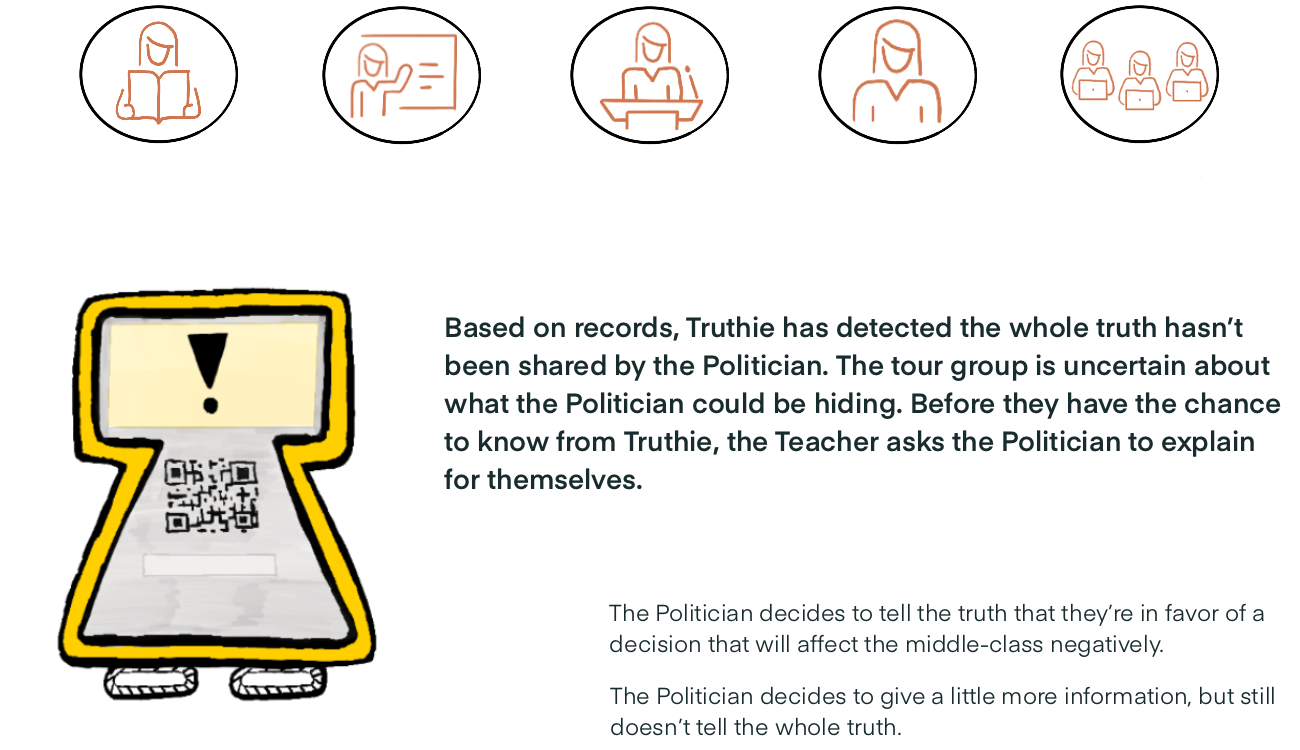 Based on records, Truthie has detected the whole truth hasn’t
been shared by the Politician. The tour group is uncertain about
what the Politician could be hiding. Before they have the chance
to know from Truthie, the Teacher asks the Politician to explain
for themselves.
The Politician decides to tell the truth that they’re in favor of a
decision that will affect the middle-class negatively.
The Politician decides to give a little more information, but still
doesn’t tell the whole truth.